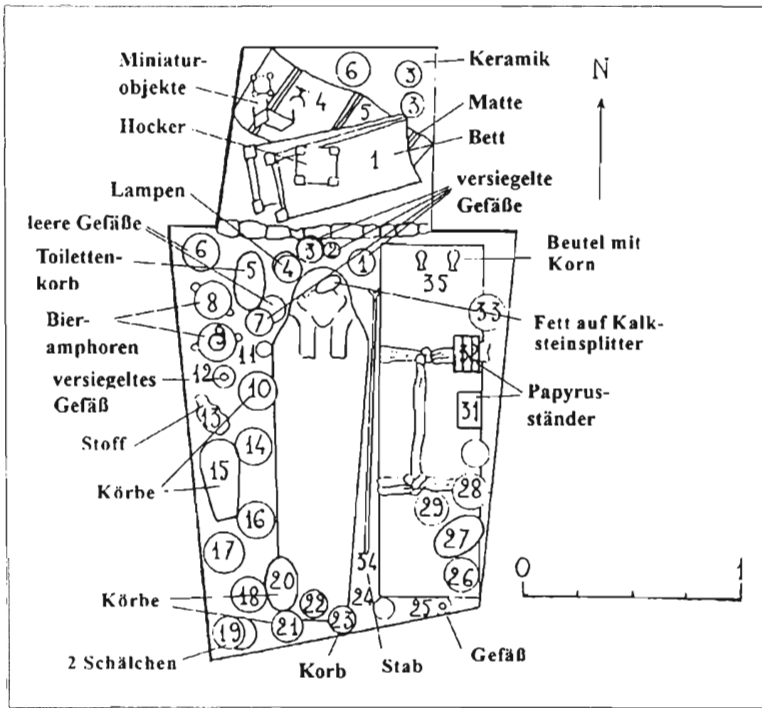 Miniatur-
objekte
Hocker
Lampen
leere Gefäße
Toiletten-
korb
Bier-
amphoren
versiegeltes
Gefäß
Stoff
Körbe
Körbe
2 Schälchen
Korb
Stab
Gefäß
Keramik
Matte
Bett
versiegelte
Gefäße
Beutel mit
Korn
Fett auf Kalk-
steinsplitter
Papyrus-
ständer
N
0 1
6
3
3
4
5
1
6
5
4
3
2
1
8
7
9
11
12
10
13
14
15
16
17
18
19
20
21
22
23
24
34
25
26
27
28
29
31
33
35